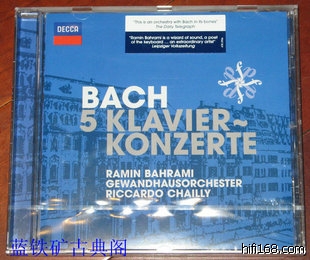 DECCA
"This is an orchestra with Bach in its bones"
The Daily Telegraph
"Ramin Bahrami is a wizard of sound, a poet
of the keyboard ... an extraordinary artist"
Leipziger Volkszeitung
BACH
5 KLAVIER~
KONZERTE
RAMIN BAHRAMI
GEWANDHAUSORCHESTER
RICCARDO CHAILLY
蓝铁矿古典阁
hifi168.com